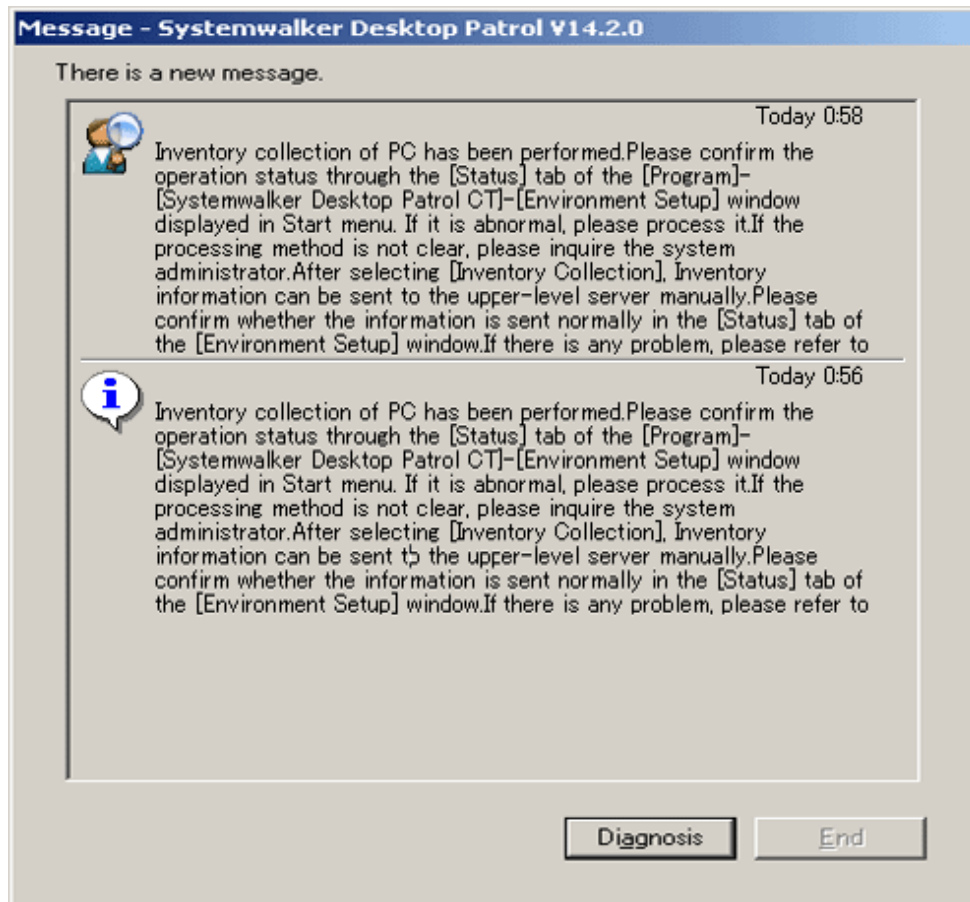 Message - Systemwalker Desktop Patrol V14.2.0
There is a new message.
Today 0:58
Inventory collection of PC has been performed.Please confirm the
operation status through the [Status] tab of the [Program]-
[Systemwalker Desktop Patrol CT]-[Environment Setup] window
displayed in Start menu. If it is abnormal, please process it.If the
processing method is not clear, please inquire the system
administrator.After selecting [Inventory Collection], Inventory
information can be sent to the upper-level server manually.Please
confirm whether the information is sent normally in the [Status] tab of
the [Environment Setup] window.If there is any problem, please refer to
Today 0:56
Inventory collection of PC has been performed.Please confirm the
operation status through the [Status] tab of the [Program]-
[Systemwalker Desktop Patrol CT]-[Environment Setup] window
displayed in Start menu. If it is abnormal, please process it.If the
processing method is not clear, please inquire the system
administrator.After selecting [Inventory Collection], Inventory
information can be sent to the upper-level server manually.Please
confirm whether the information is sent normally in the [Status] tab of
the [Environment Setup] window.If there is any problem, please refer to
Diagnosis
End